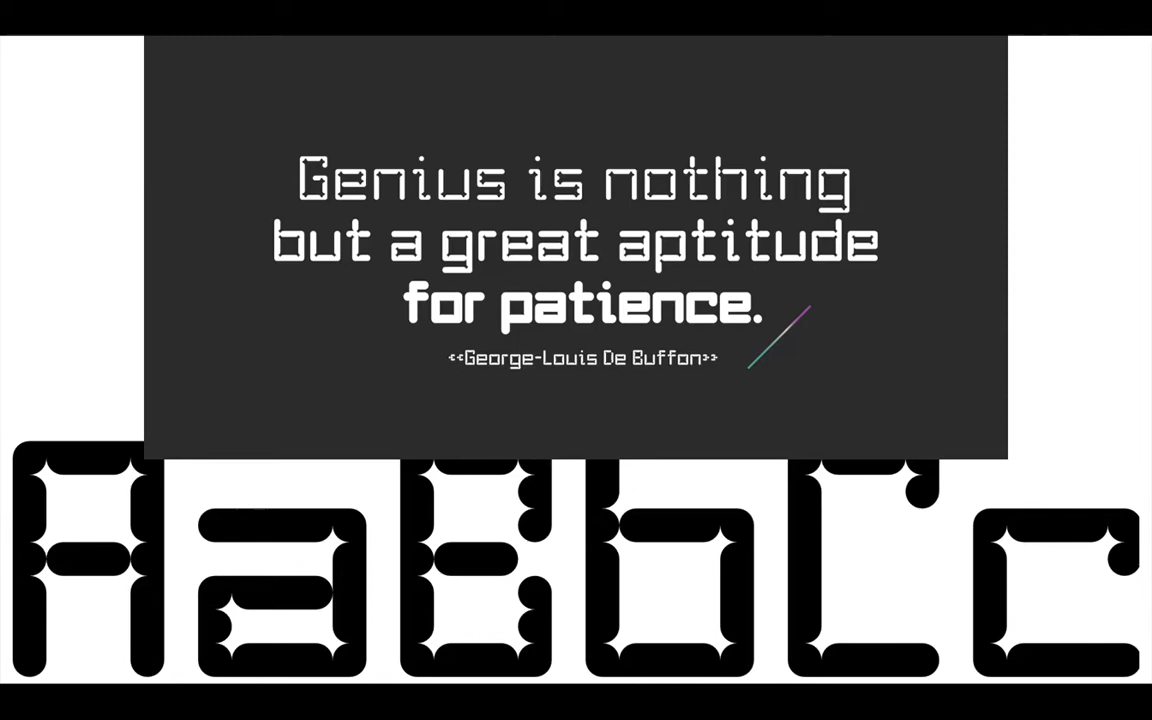 Genius is nothing
but a great aptitude
for patience.
<<George-Louis De Buffon>>
AaBbCc